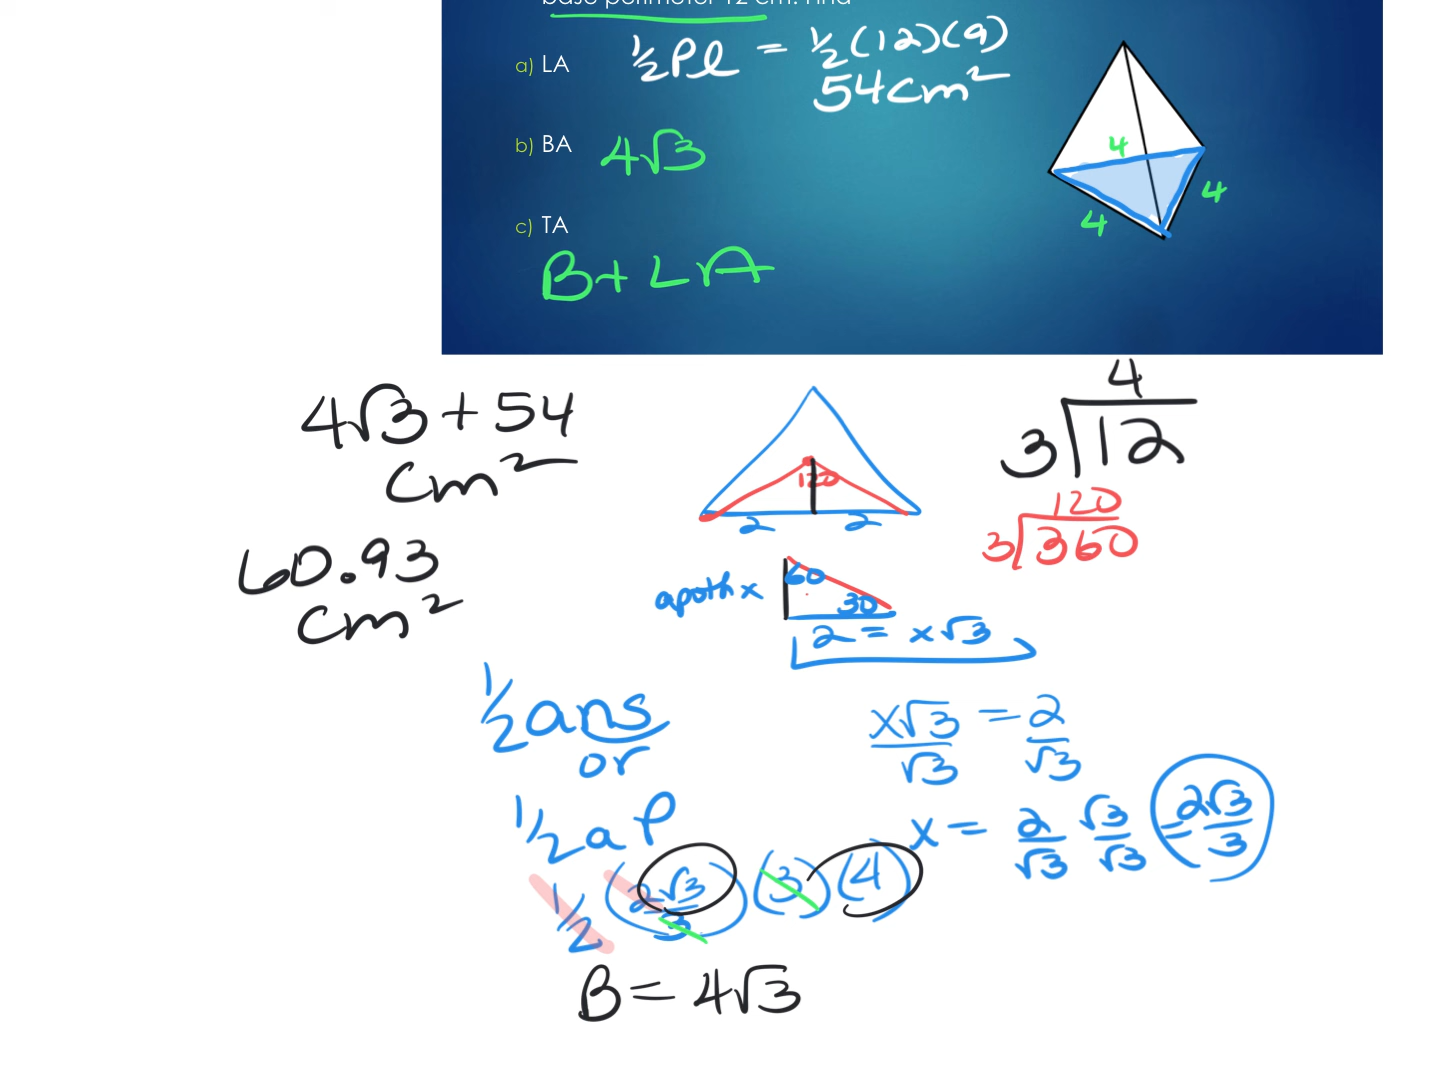 a) LA ½Pl = ½(12)(9)
54cm²
b) BA 4√3
c) TA
B+LA
4
4
4
4√3+54
cm²
60.93
cm²
120
2 2
4
3√12
120
3√360
apoth x
60
30
2 = x√3
½ans
or
½aP
½ (2√3/3) (3) (4)
B = 4√3
x√3/√3 = 2/√3
x = 2/√3 √3/√3 = 2√3/3